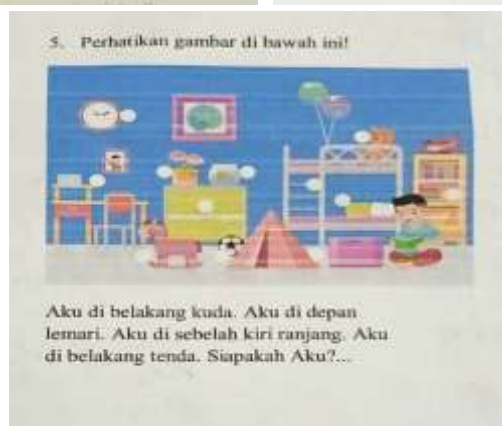 5. Perhatikan gambar di bawah ini!
Aku di belakang kuda. Aku di depan
lemari. Aku di sebelah kiri ranjang. Aku
di belakang tenda. Siapakah Aku?...